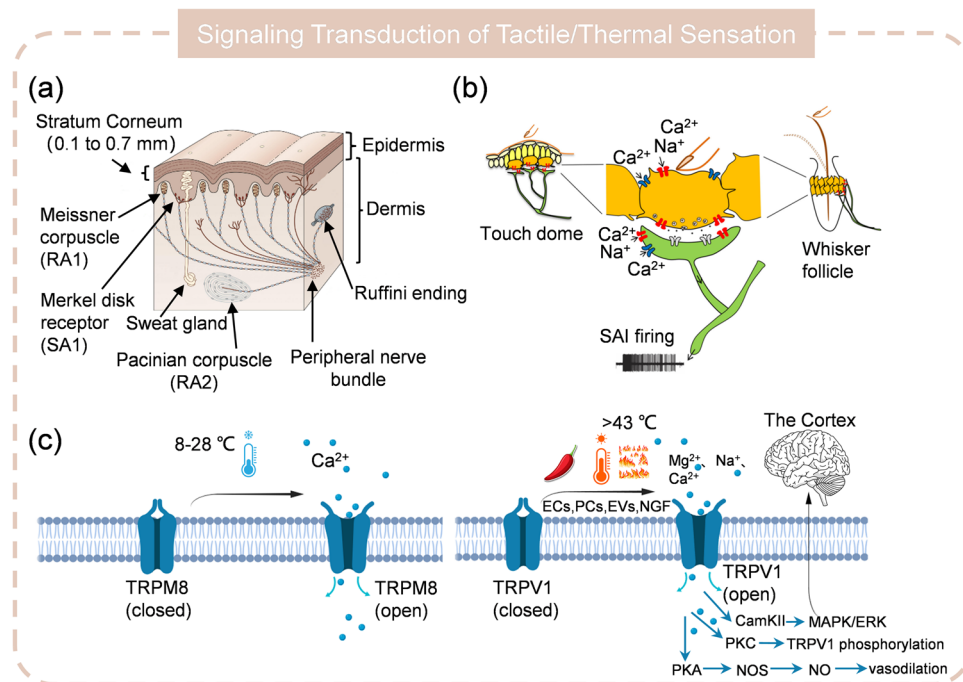 Signaling Transduction of Tactile/Thermal Sensation
(a)
Stratum Corneum
(0.1 to 0.7 mm)
Epidermis
Dermis
Meissner
corpuscle
(RA1)
Merkel disk
receptor
(SA1)
Sweat gland
Pacinian corpuscle
(RA2)
Ruffini ending
Peripheral nerve
bundle
(b)
Touch dome
Ca²⁺
Na⁺
Ca²⁺
Ca²⁺
Na⁺
Ca²⁺
Whisker
follicle
SAI firing
(c)
8-28 ℃
Ca²⁺
TRPM8
(closed)
TRPM8
(open)
>43 ℃
ECs,PCs,EVs,NGF
Mg²⁺、 Na⁺、
Ca²⁺
The Cortex
TRPV1
(closed)
TRPV1
(open)
CamKII MAPK/ERK
PKC TRPV1 phosphorylation
PKA NOS NO vasodilation